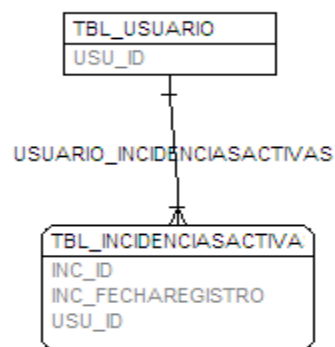 TBL_USUARIO
USU_ID
USUARIO_INCIDENCIASACTIVAS
TBL_INCIDENCIASACTIVA
INC_ID
INC_FECHAREGISTRO
USU_ID